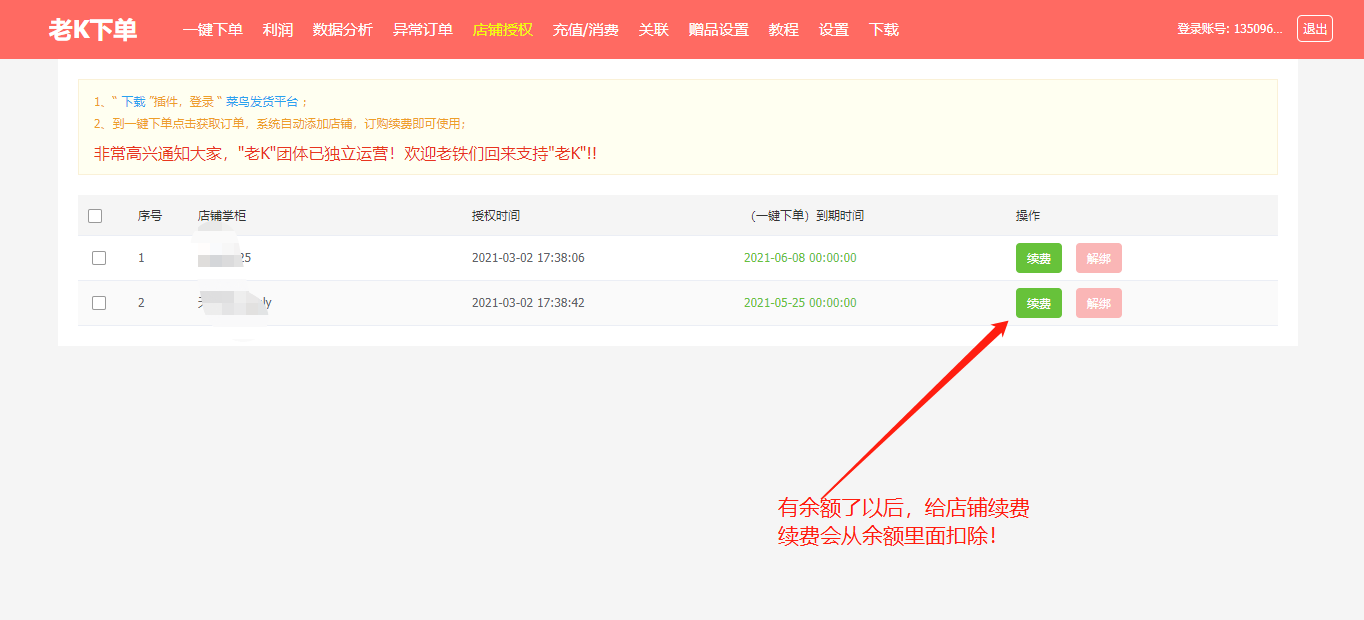 老K下单
一键下单 利润 数据分析 异常订单 店铺授权 充值/消费 关联 赠品设置 教程 设置 下载
登录账号: 135096... 退出
1、“ 下载 ”插件，登录 “ 菜鸟发货平台 ；
2、到一键下单点击获取订单，系统自动添加店铺，订购续费即可使用；
非常高兴通知大家，"老K"团体已独立运营！欢迎老铁们回来支持"老K"!!
序号 店铺掌柜 授权时间 （一键下单）到期时间 操作
1 25 2021-03-02 17:38:06 2021-06-08 00:00:00 续费 解绑
2 ly 2021-03-02 17:38:42 2021-05-25 00:00:00 续费 解绑
有余额了以后，给店铺续费
续费会从余额里面扣除！